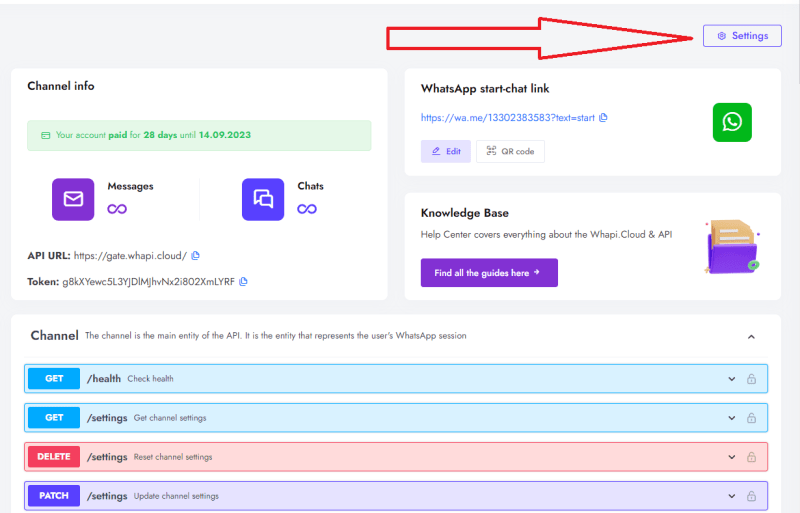 Settings
Channel info
Your account paid for 28 days until 14.09.2023
Messages
Chats
API URL: https://gate.whapi.cloud/
Token: g8kXYewc5L3YJDlMJhvNx2i802XmLYRF
WhatsApp start-chat link
https://wa.me/13302383583?text=start
Edit
QR code
Knowledge Base
Help Center covers everything about the Whapi.Cloud & API
Find all the guides here
Channel The channel is the main entity of the API. It is the entity that represents the user's WhatsApp session
GET /health Check health
GET /settings Get channel settings
DELETE /settings Reset channel settings
PATCH /settings Update channel settings